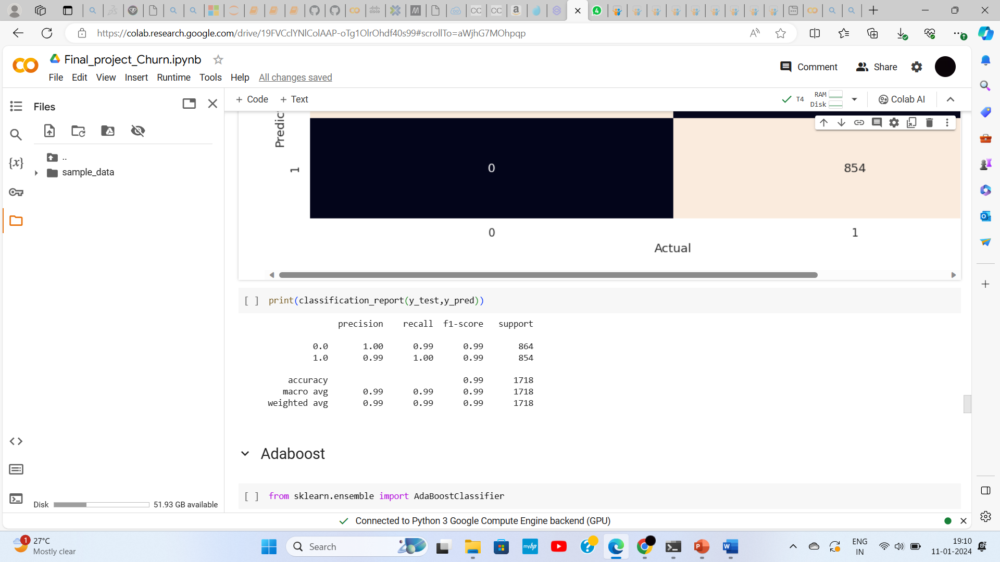 https://colab.research.google.com/drive/19FVCclYNlColAAP-oTg1OlrOhdf40s99#scrollTo=aWjhG7MOhpqp
Final_project_Churn.ipynb
Comment
Share
File Edit View Insert Runtime Tools Help All changes saved
Files
+ Code + Text
T4
RAM
Disk
Colab AI
..
sample_data
Predic
1
0
854
0
1
Actual
[ ] print(classification_report(y_test,y_pred))
precision recall f1-score support
0.0 1.00 0.99 0.99 864
1.0 0.99 1.00 0.99 854
accuracy 0.99 1718
macro avg 0.99 0.99 0.99 1718
weighted avg 0.99 0.99 0.99 1718
Adaboost
[ ] from sklearn.ensemble import AdaBoostClassifier
Disk 51.93 GB available
Connected to Python 3 Google Compute Engine backend (GPU)
1
27°C
Mostly clear
Search
ENG
IN
19:10
11-01-2024